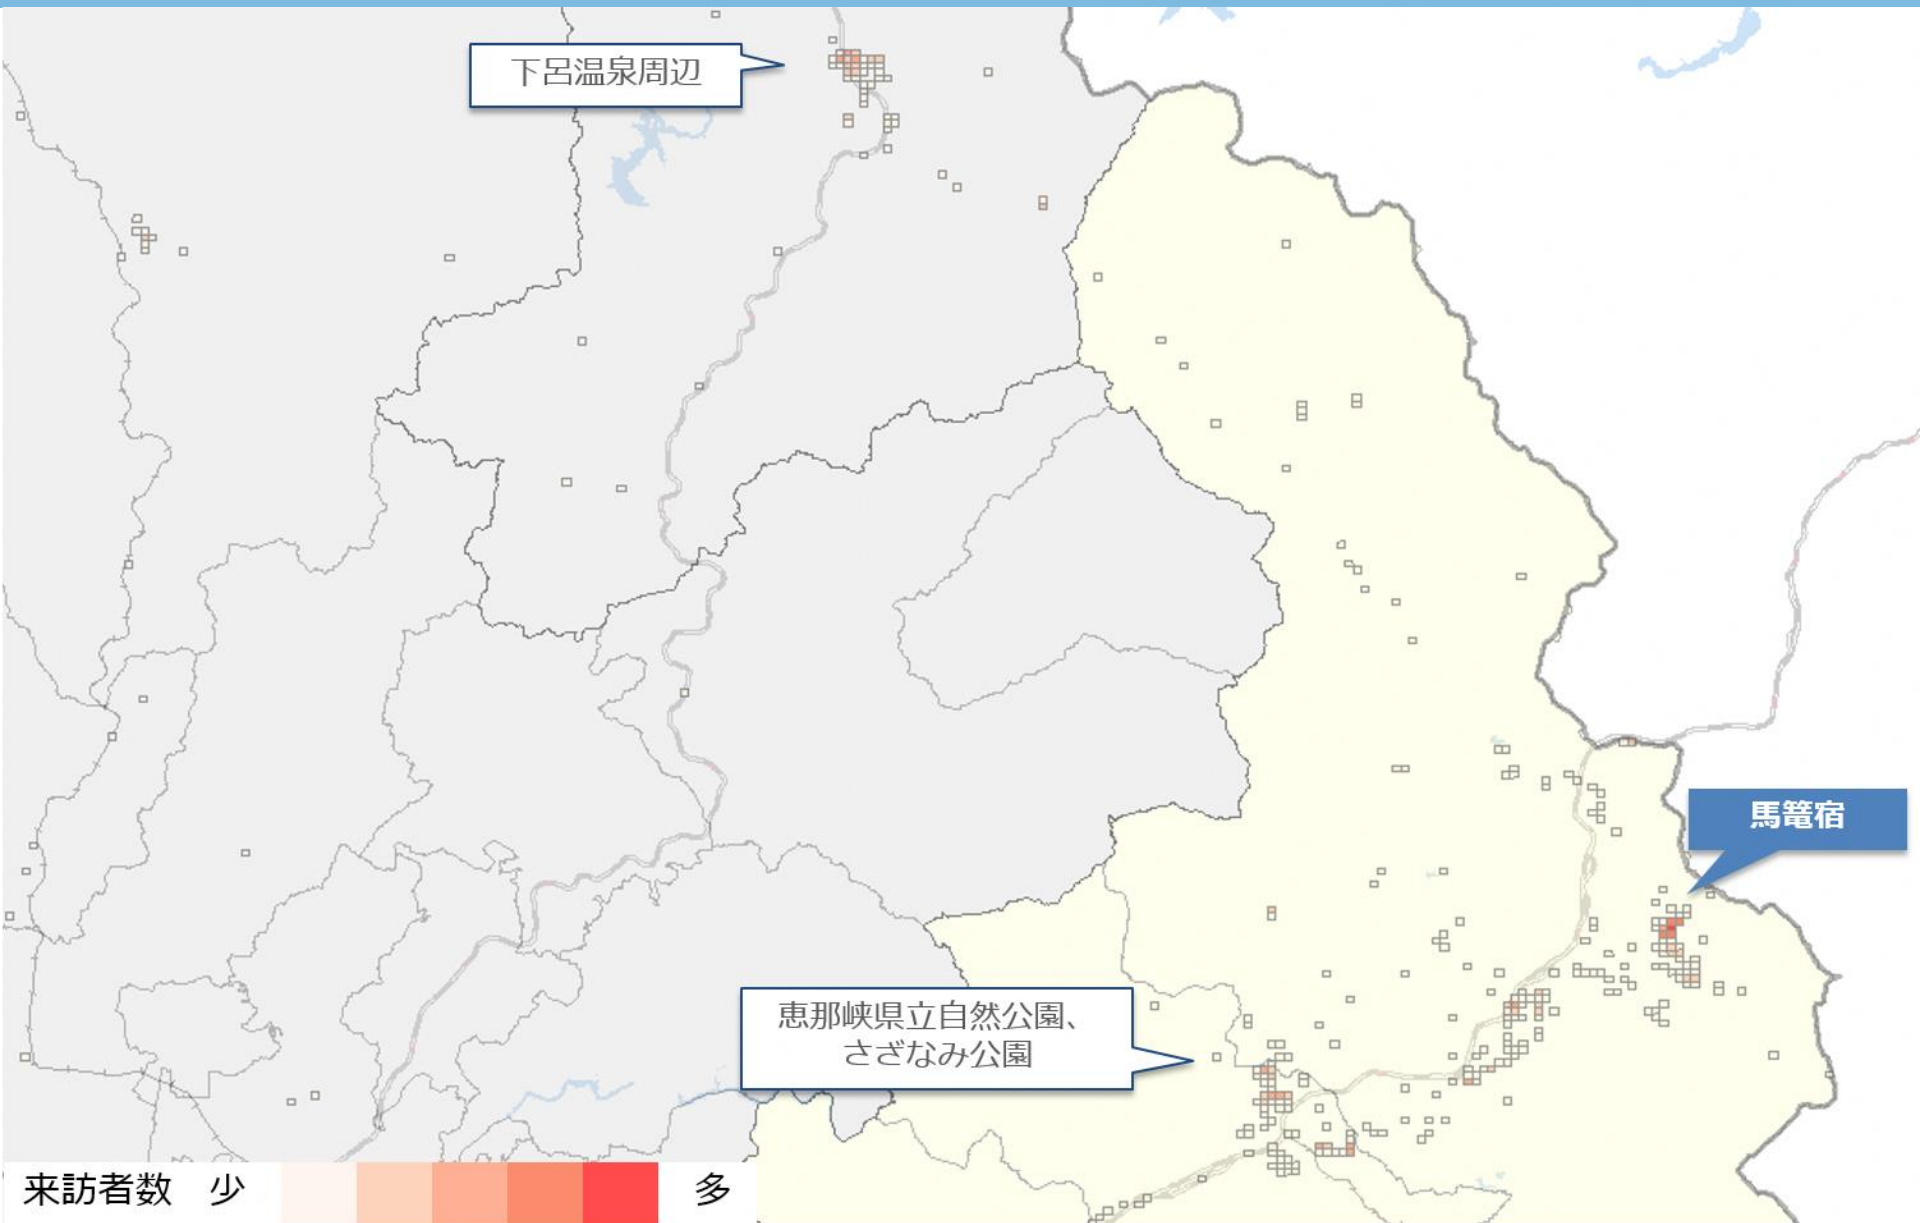 下呂温泉周辺
馬篭宿
恵那峡県立自然公園、
さざなみ公園
来訪者数 少 多